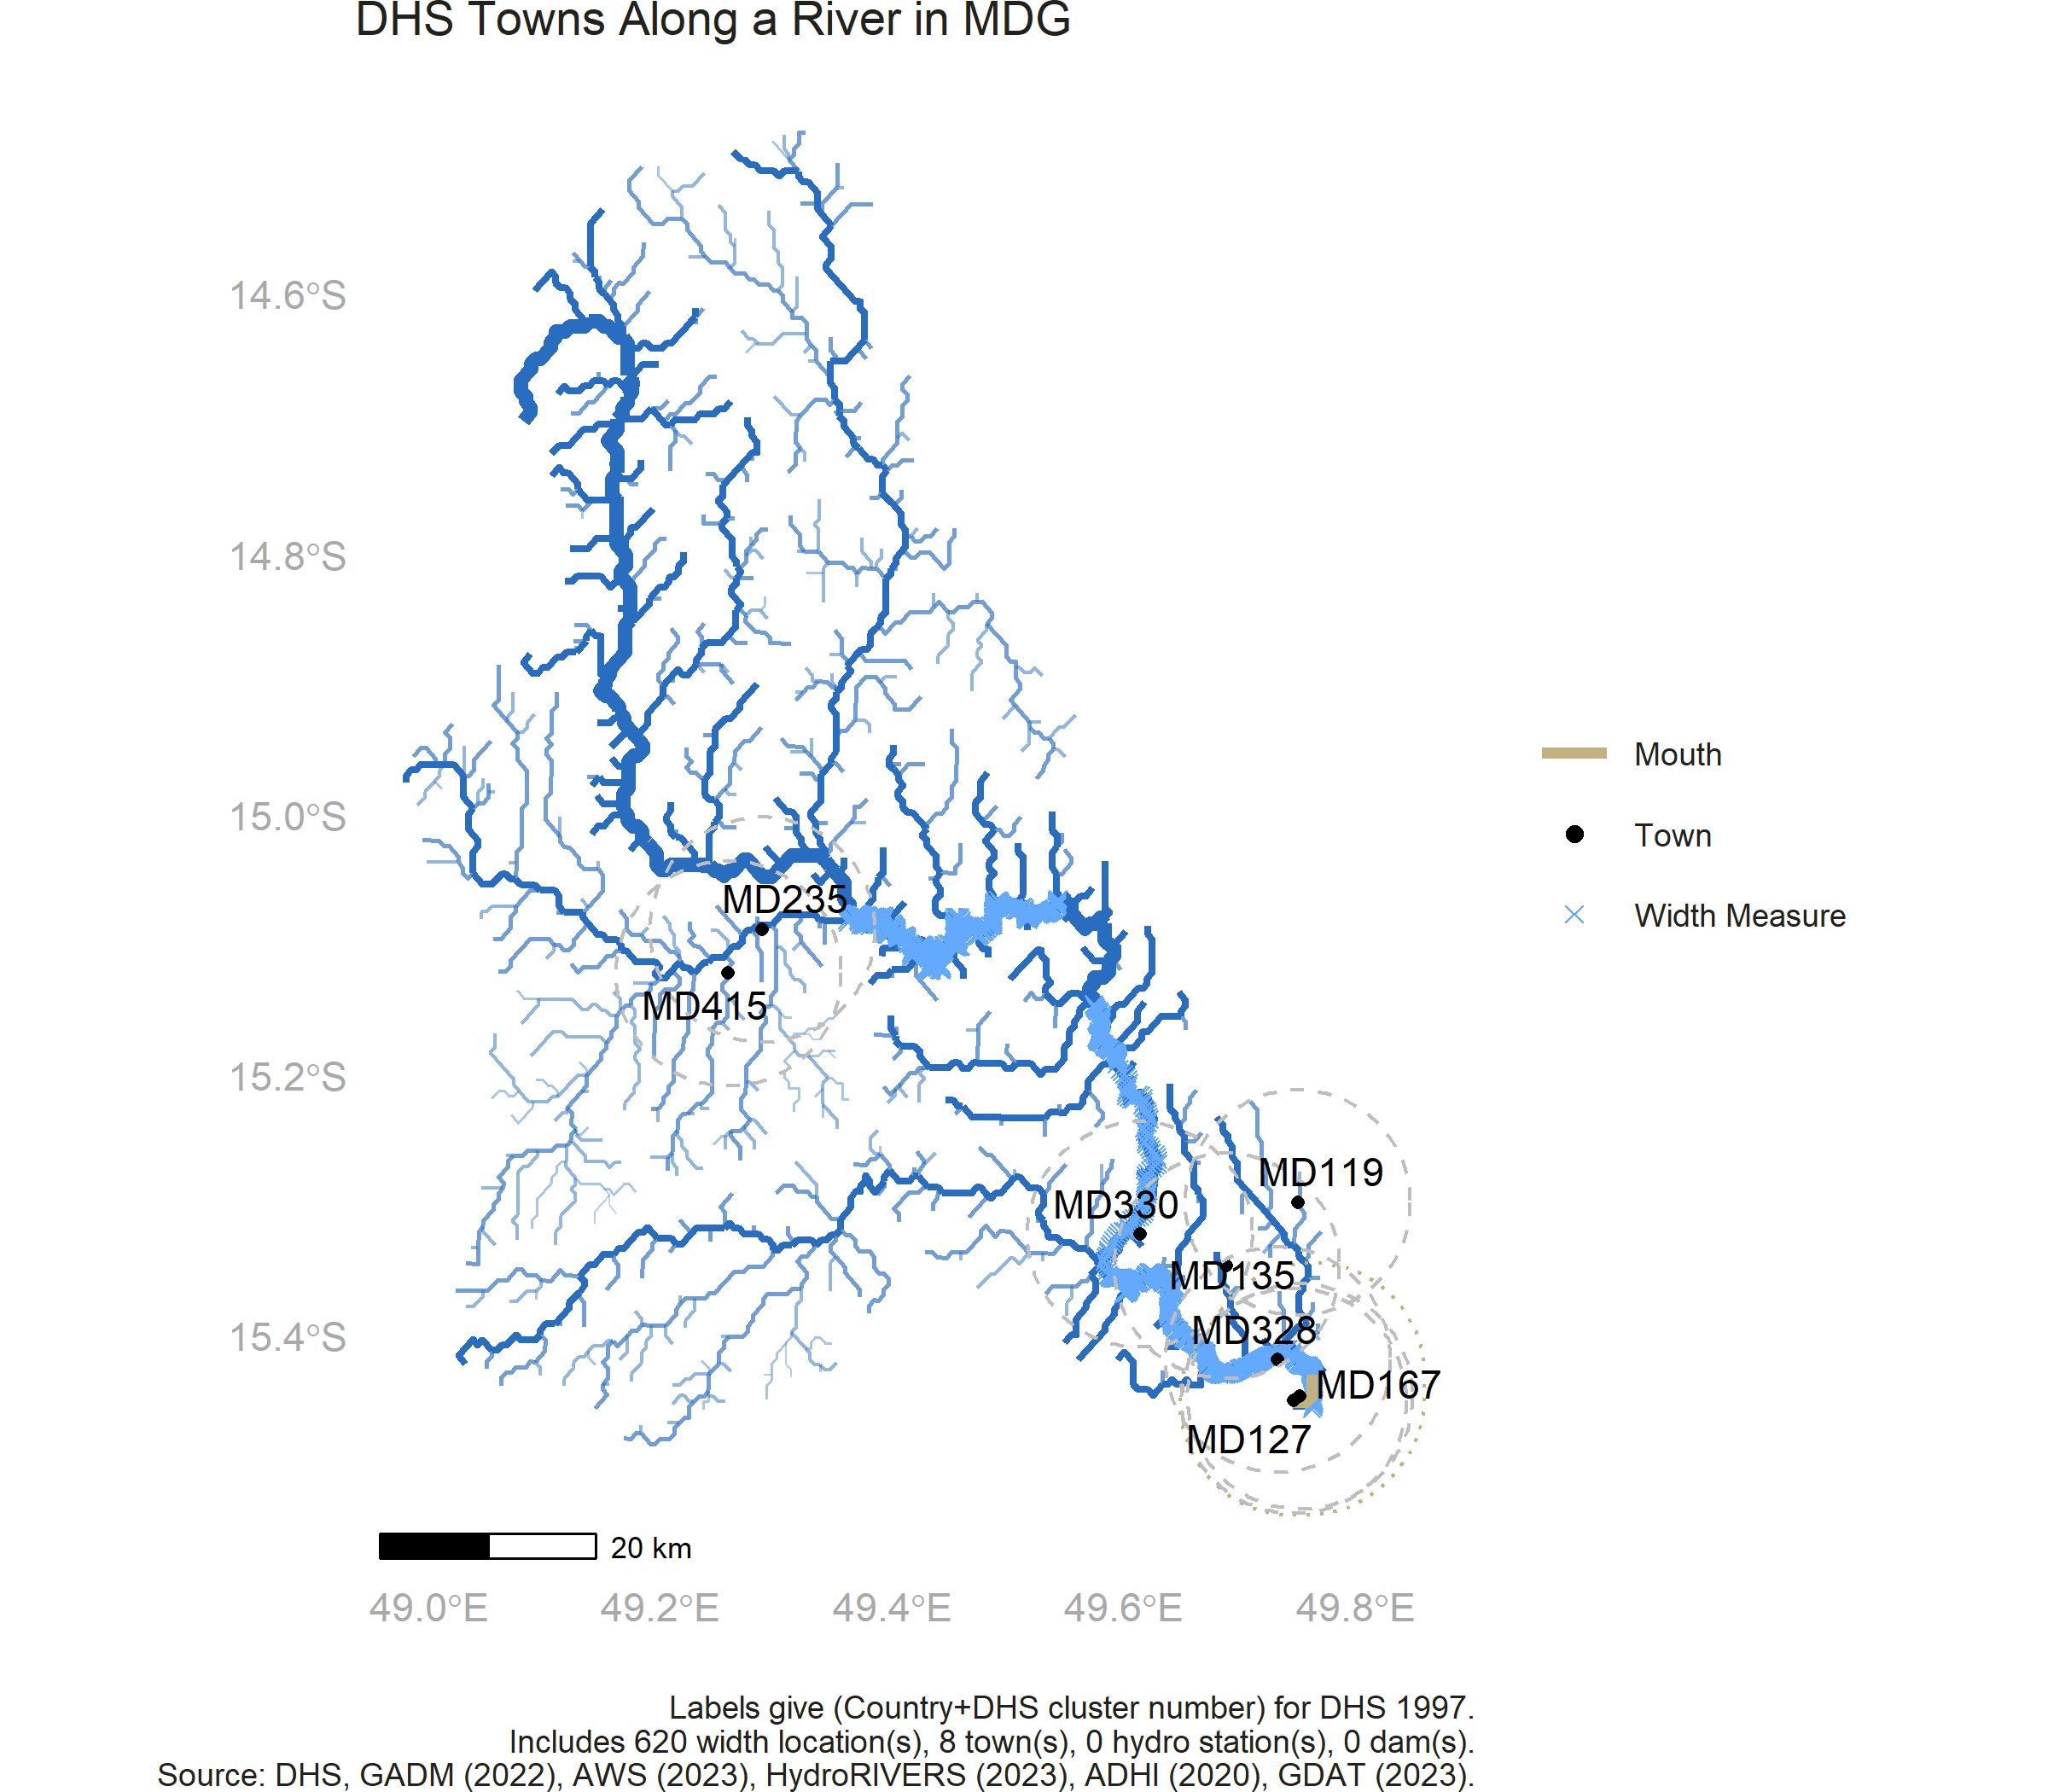 DHS Towns Along a River in MDG
14.6°S
14.8°S
15.0°S
15.2°S
15.4°S
MD235
MD415
MD119
MD330
MD135
MD328
MD167
MD127
Mouth
Town
Width Measure
20 km
49.0°E
49.2°E
49.4°E
49.6°E
49.8°E
Labels give (Country+DHS cluster number) for DHS 1997.
Includes 620 width location(s), 8 town(s), 0 hydro station(s), 0 dam(s).
Source: DHS, GADM (2022), AWS (2023), HydroRIVERS (2023), ADHI (2020), GDAT (2023).